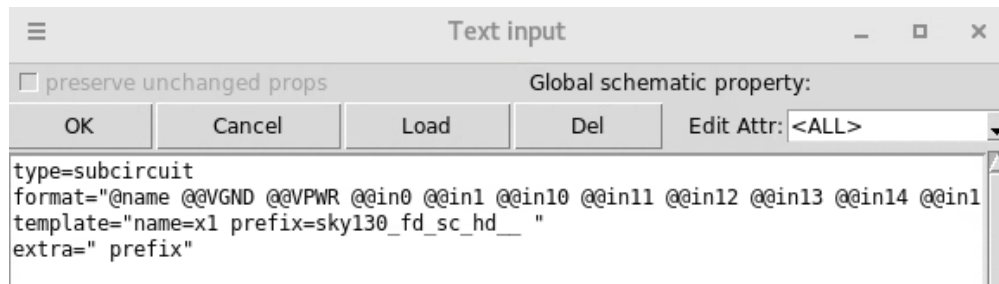 Text input
preserve unchanged props Global schematic property:
OK Cancel Load Del Edit Attr: <ALL>
type=subcircuit
format="@name @@VGND @@VPWR @@in0 @@in1 @@in10 @@in11 @@in12 @@in13 @@in14 @@in1
template="name=x1 prefix=sky130_fd_sc_hd__ "
extra=" prefix"